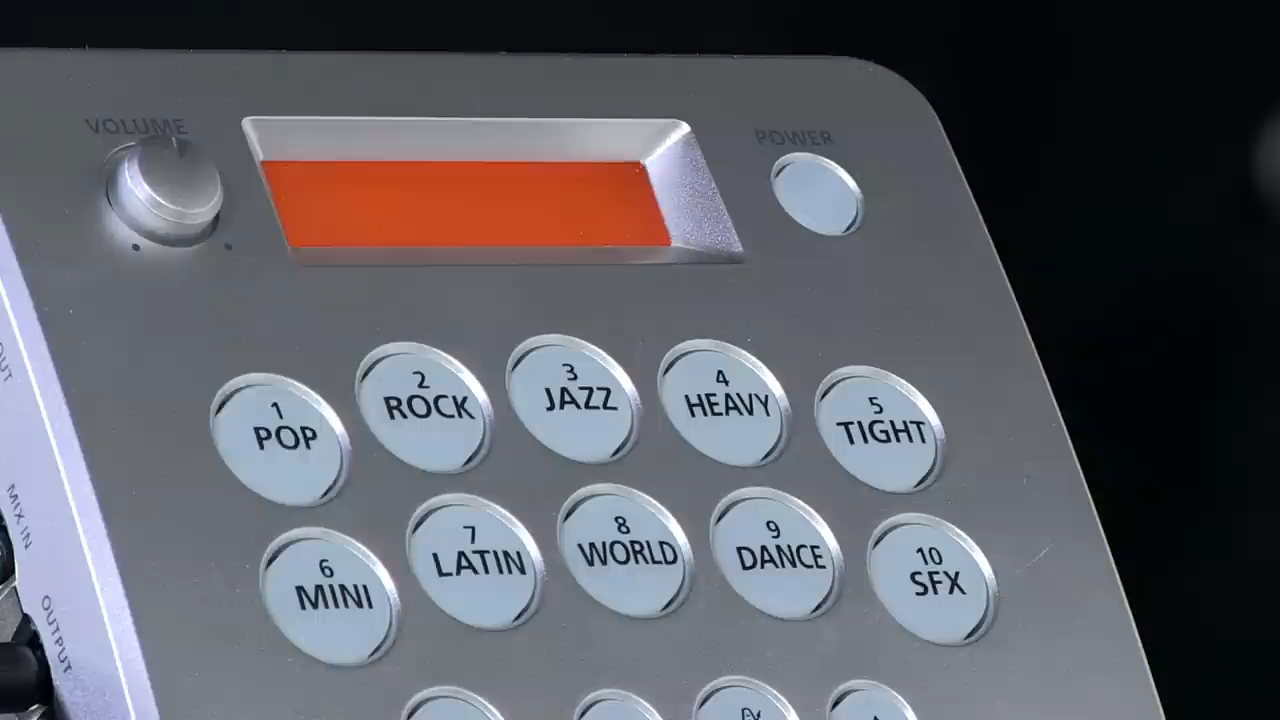 VOLUME
POWER
1
POP
2
ROCK
3
JAZZ
4
HEAVY
5
TIGHT
6
MINI
7
LATIN
8
WORLD
9
DANCE
10
SFX
MIX IN
OUTPUT